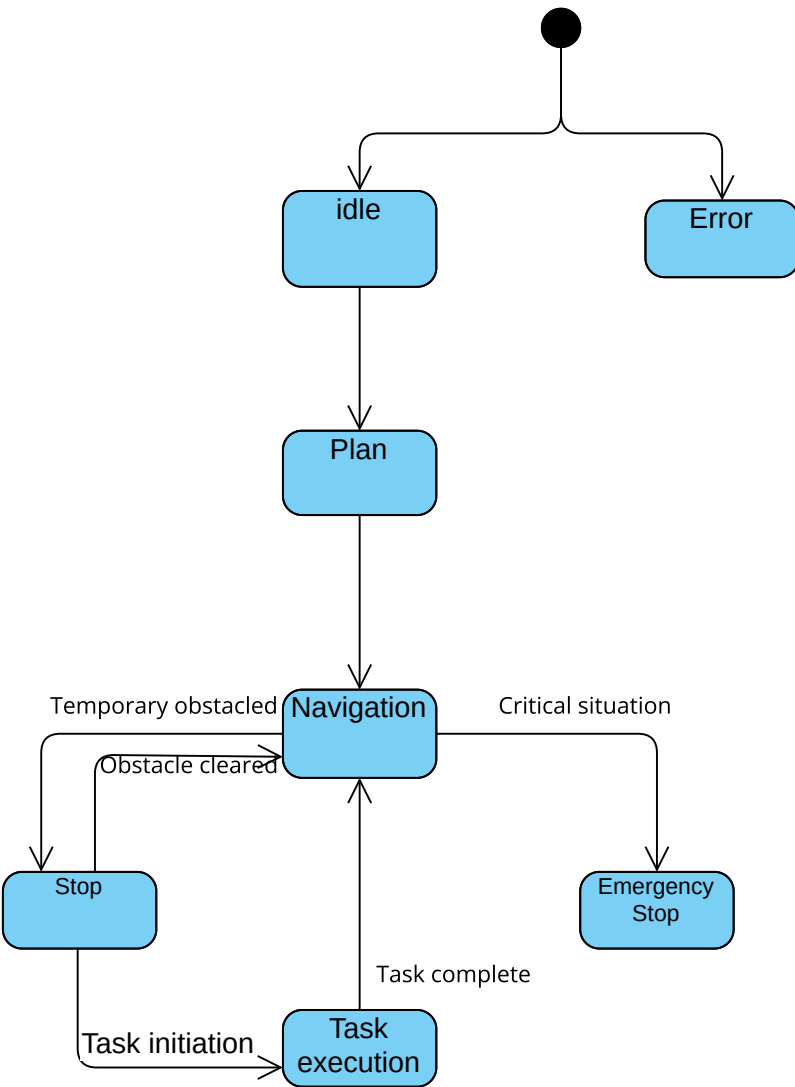 idle
Error
Plan
Temporary obstacled
Navigation
Critical situation
Obstacle cleared
Stop
Emergency
Stop
Task complete
Task initiation
Task
execution